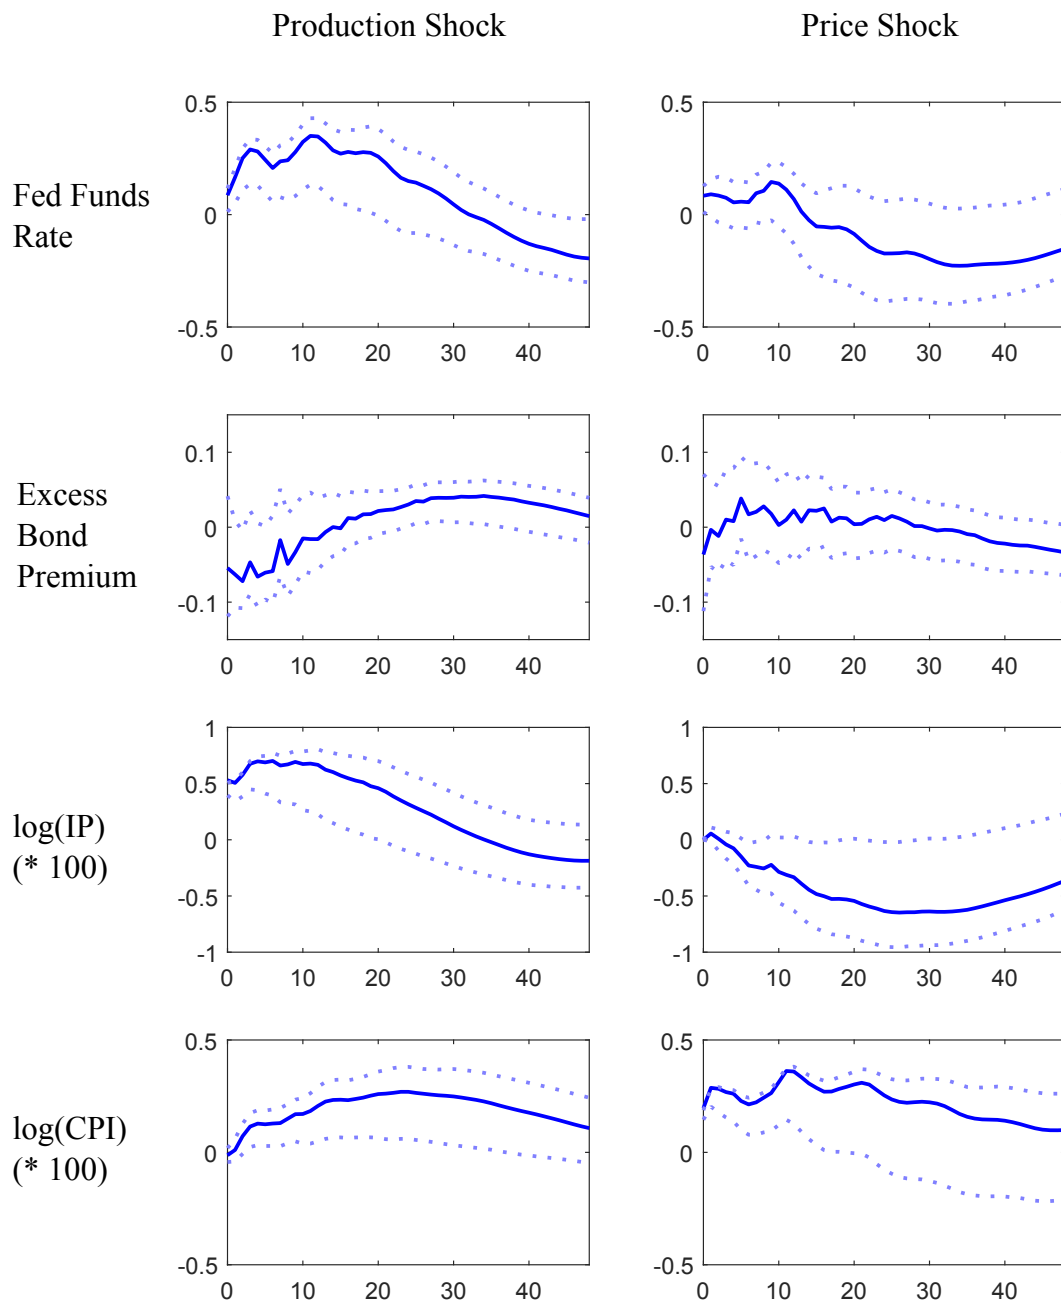 Production Shock Price Shock
0.5 0.5
Fed Funds
Rate
0 0
-0.5 -0.5
0 10 20 30 40 0 10 20 30 40
0.1 0.1
Excess
Bond
Premium
0 0
-0.1 -0.1
0 10 20 30 40 0 10 20 30 40
1 1
0.5 0.5
log(IP)
(* 100)
0 0
-0.5 -0.5
-1 -1
0 10 20 30 40 0 10 20 30 40
0.5 0.5
log(CPI)
(* 100)
0 0
-0.5 -0.5
0 10 20 30 40 0 10 20 30 40